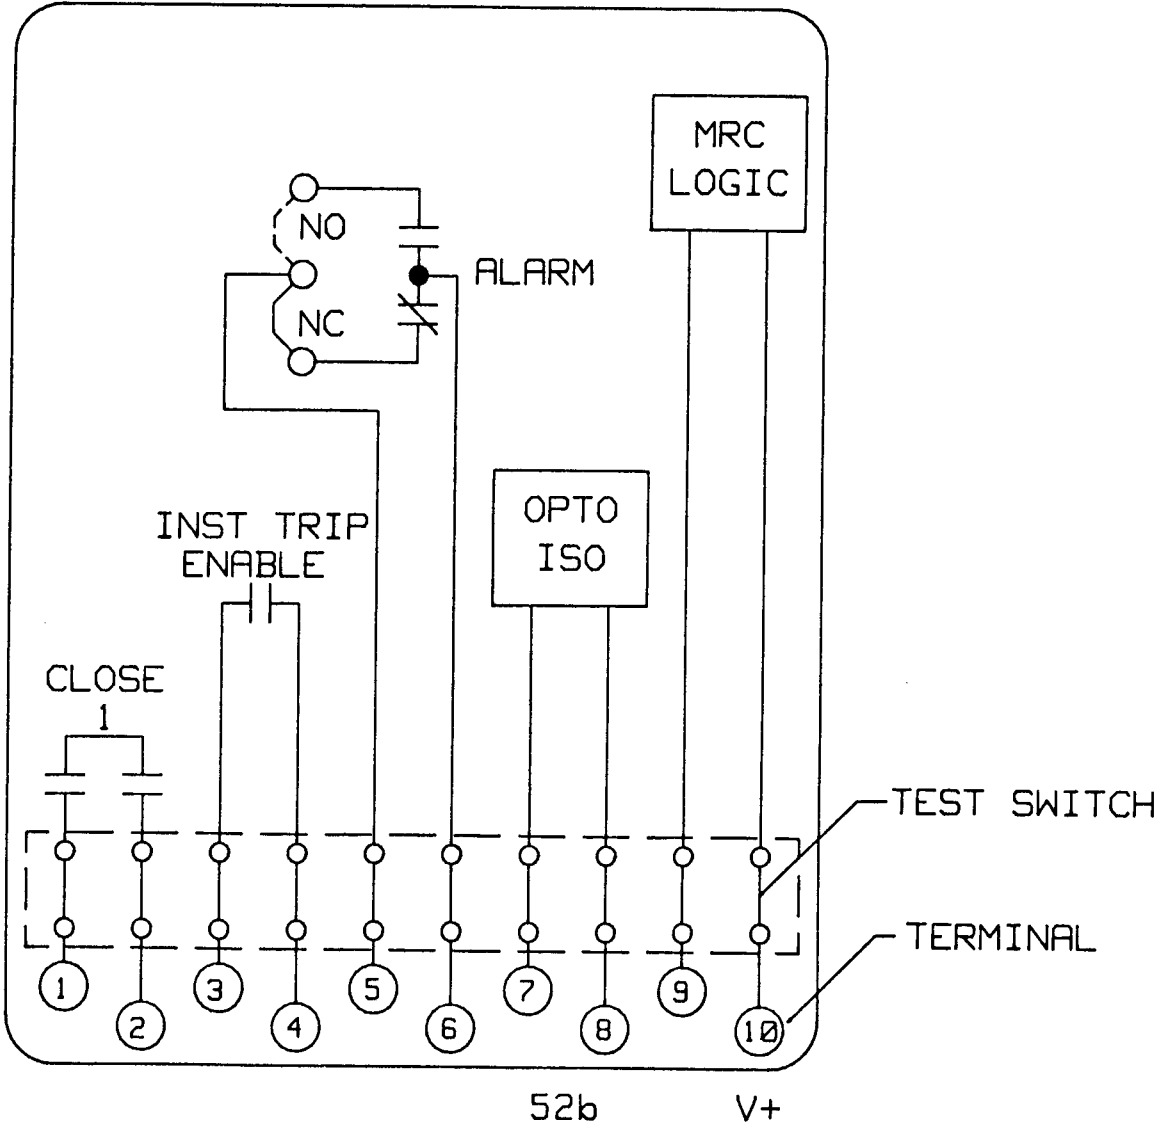 MRC
LOGIC
NO
ALARM
NC
OPTO
ISO
INST TRIP
ENABLE
CLOSE
1
TEST SWITCH
TERMINAL
1
2
3
4
5
6
7
8
9
10
52b
V+